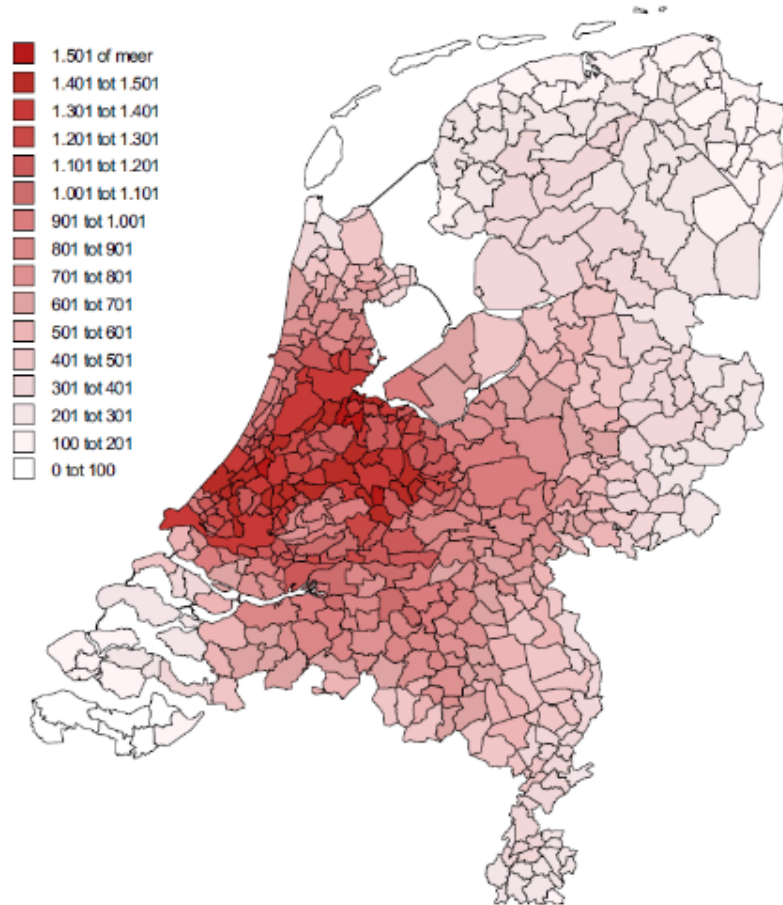 1.501 of meer
1.401 tot 1.501
1.301 tot 1.401
1.201 tot 1.301
1.101 tot 1.201
1.001 tot 1.101
901 tot 1.001
801 tot 901
701 tot 801
601 tot 701
501 tot 601
401 tot 501
301 tot 401
201 tot 301
100 tot 201
0 tot 100